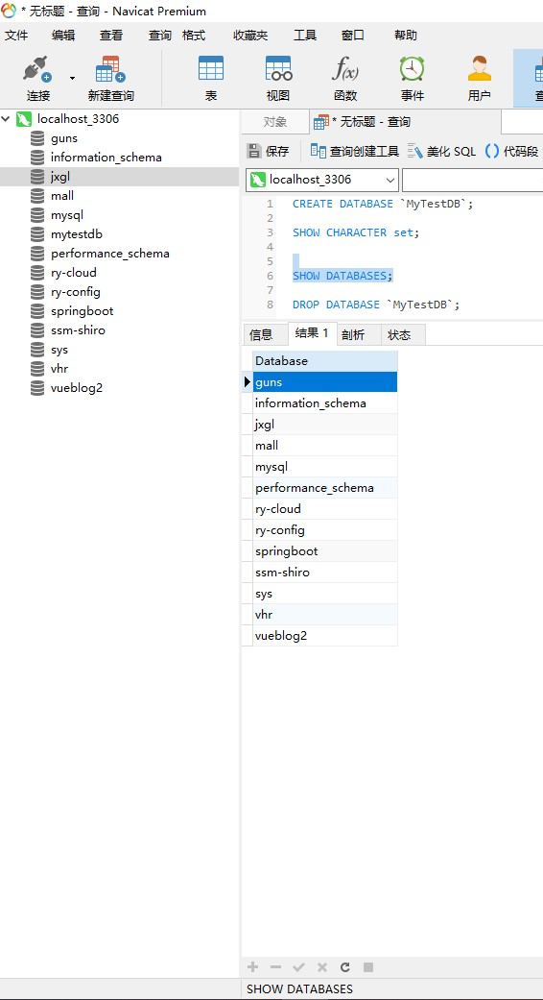 * 无标题 - 查询 - Navicat Premium
文件 编辑 查看 查询 格式 收藏夹 工具 窗口 帮助
连接 新建查询 表 视图 函数 事件 用户
localhost_3306
guns
information_schema
jxgl
mall
mysql
mytestdb
performance_schema
ry-cloud
ry-config
springboot
ssm-shiro
sys
vhr
vueblog2
对象 * 无标题 - 查询
保存 查询创建工具 美化 SQL () 代码段
localhost_3306
1 CREATE DATABASE `MyTestDB`;
2
3 SHOW CHARACTER set;
4
5
6 SHOW DATABASES;
7
8 DROP DATABASE `MyTestDB`;
信息 结果 1 剖析 状态
Database
guns
information_schema
jxgl
mall
mysql
performance_schema
ry-cloud
ry-config
springboot
ssm-shiro
sys
vhr
vueblog2
SHOW DATABASES